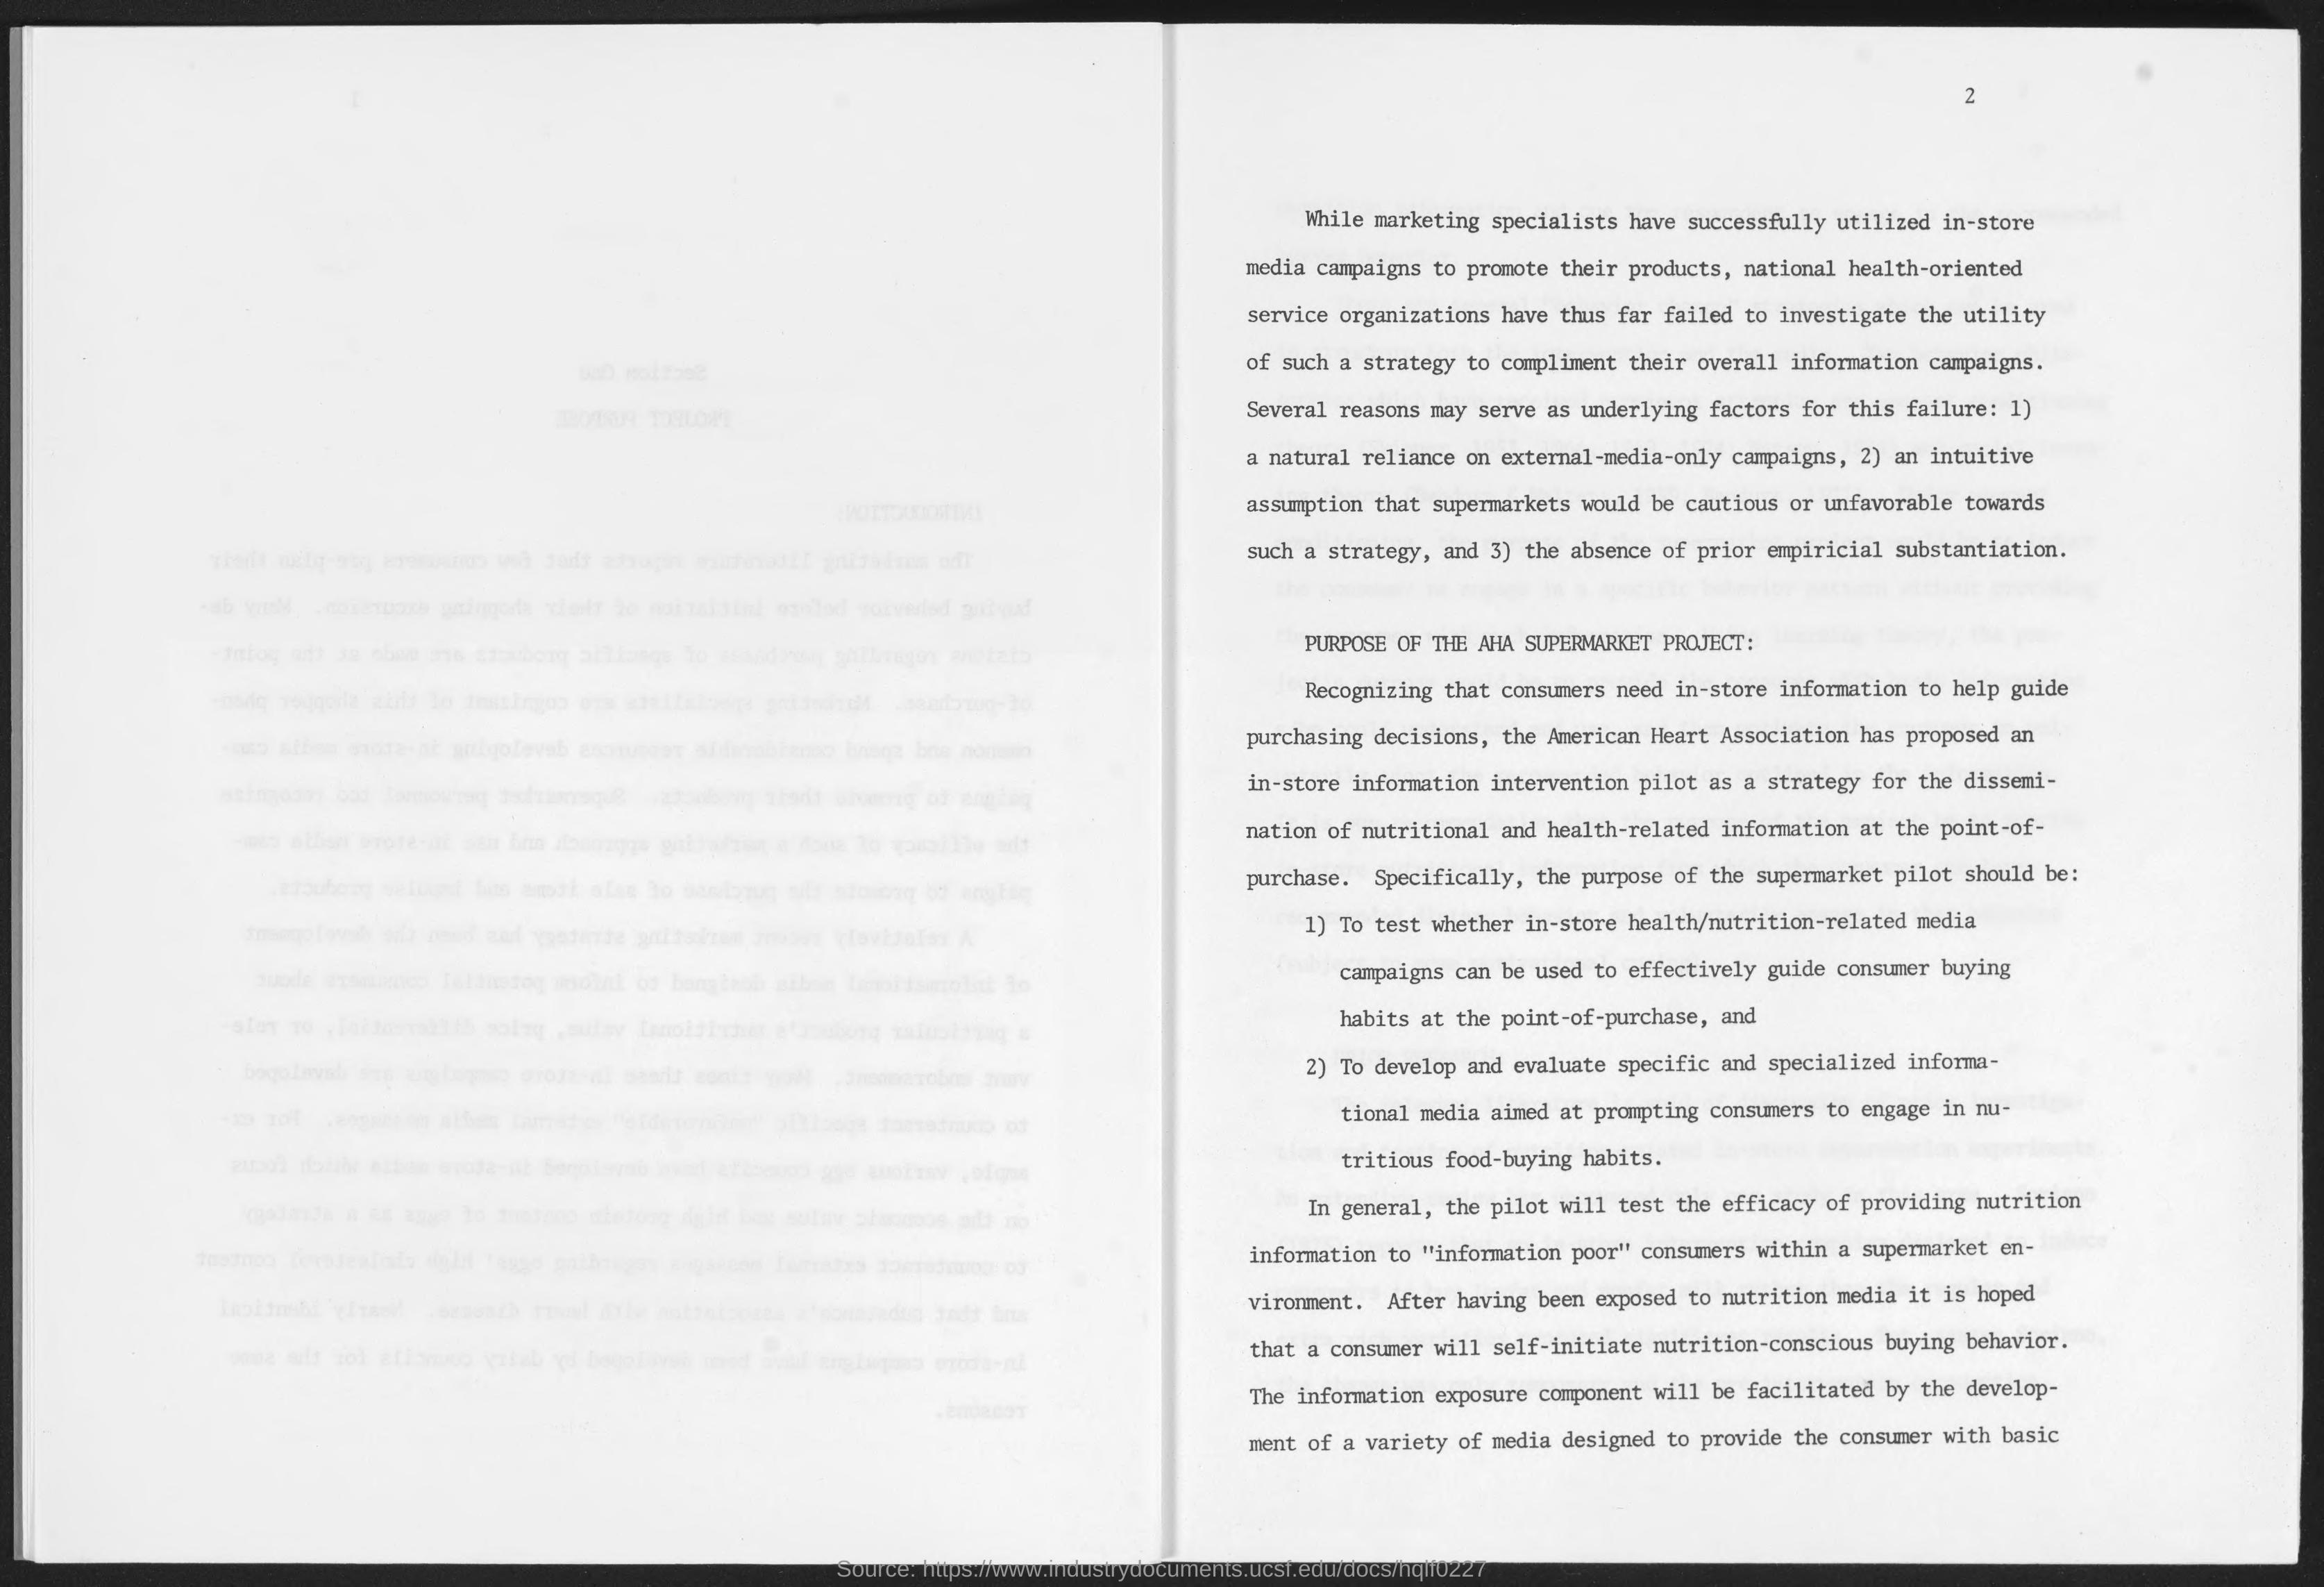 2
While marketing specialists have successfully utilized in-store
media campaigns to promote their products, national health-oriented
service organizations have thus far failed to investigate the utility
of such a strategy to compliment their overall information campaigns.
Several reasons may serve as underlying factors for this failure: 1)
a natural reliance on external-media-only campaigns, 2) an intuitive
assumption that supermarkets would be cautious or unfavorable towards
such a strategy, and 3) the absence of prior empiricial substantiation.
PURPOSE OF THE AHA SUPERMARKET PROJECT:
Recognizing that consumers need in-store information to help guide
purchasing decisions, the American Heart Association has proposed an
in-store information intervention pilot as a strategy for the dissemi-
nation of nutritional and health-related information at the point-of-
purchase. Specifically, the purpose of the supermarket pilot should be:
1) To test whether in-store health/nutrition-related media
campaigns can be used to effectively guide consumer buying
habits at the point-of-purchase, and
2) To develop and evaluate specific and specialized informa-
tional media aimed at prompting consumers to engage in nu-
tritious food-buying habits.
In general, the pilot will test the efficacy of providing nutrition
information to "information poor" consumers within a supermarket en-
vironment. After having been exposed to nutrition media it is hoped
that a consumer will self-initiate nutrition-conscious buying behavior.
The information exposure component will be facilitated by the develop-
ment of a variety of media designed to provide the consumer with basic
Source: https://www.industrydocuments.ucsf.edu/docs/hqlf0227